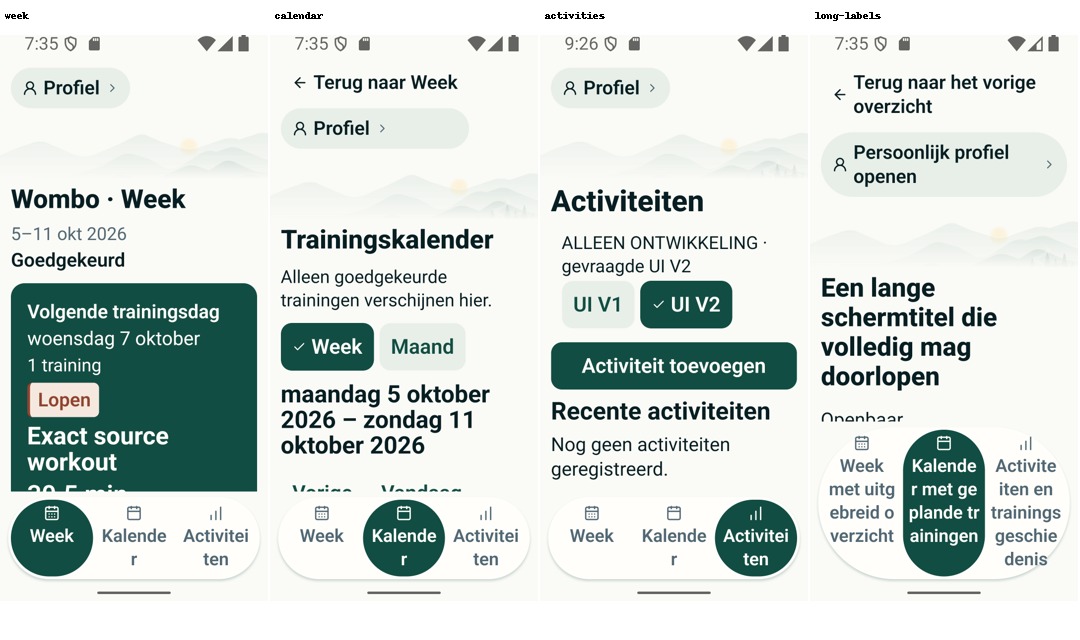 week
7:35
Profiel
Wombo · Week
5–11 okt 2026
Goedgekeurd
Volgende trainingsdag
woensdag 7 oktober
1 training
Lopen
Exact source
workout
Week
Kalende
r
Activitei
ten
calendar
7:35
Terug naar Week
Profiel
Trainingskalender
Alleen goedgekeurde
trainingen verschijnen hier.
Week
Maand
maandag 5 oktober
2026 – zondag 11
oktober 2026
Vorige
Vandaag
Week
Kalende
r
Activitei
ten
activities
9:26
Profiel
Activiteiten
ALLEEN ONTWIKKELING ·
gevraagde UI V2
UI V1
UI V2
Activiteit toevoegen
Recente activiteiten
Nog geen activiteiten
geregistreerd.
Week
Kalende
r
Activitei
ten
long-labels
7:35
Terug naar het vorige
overzicht
Persoonlijk profiel
openen
Een lange
schermtitel die
volledig mag
doorlopen
Openbaar
Week
met uitg
ebreid o
verzicht
Kalende
r met ge
plande tr
ainingen
Activite
iten en
trainings
geschie
denis